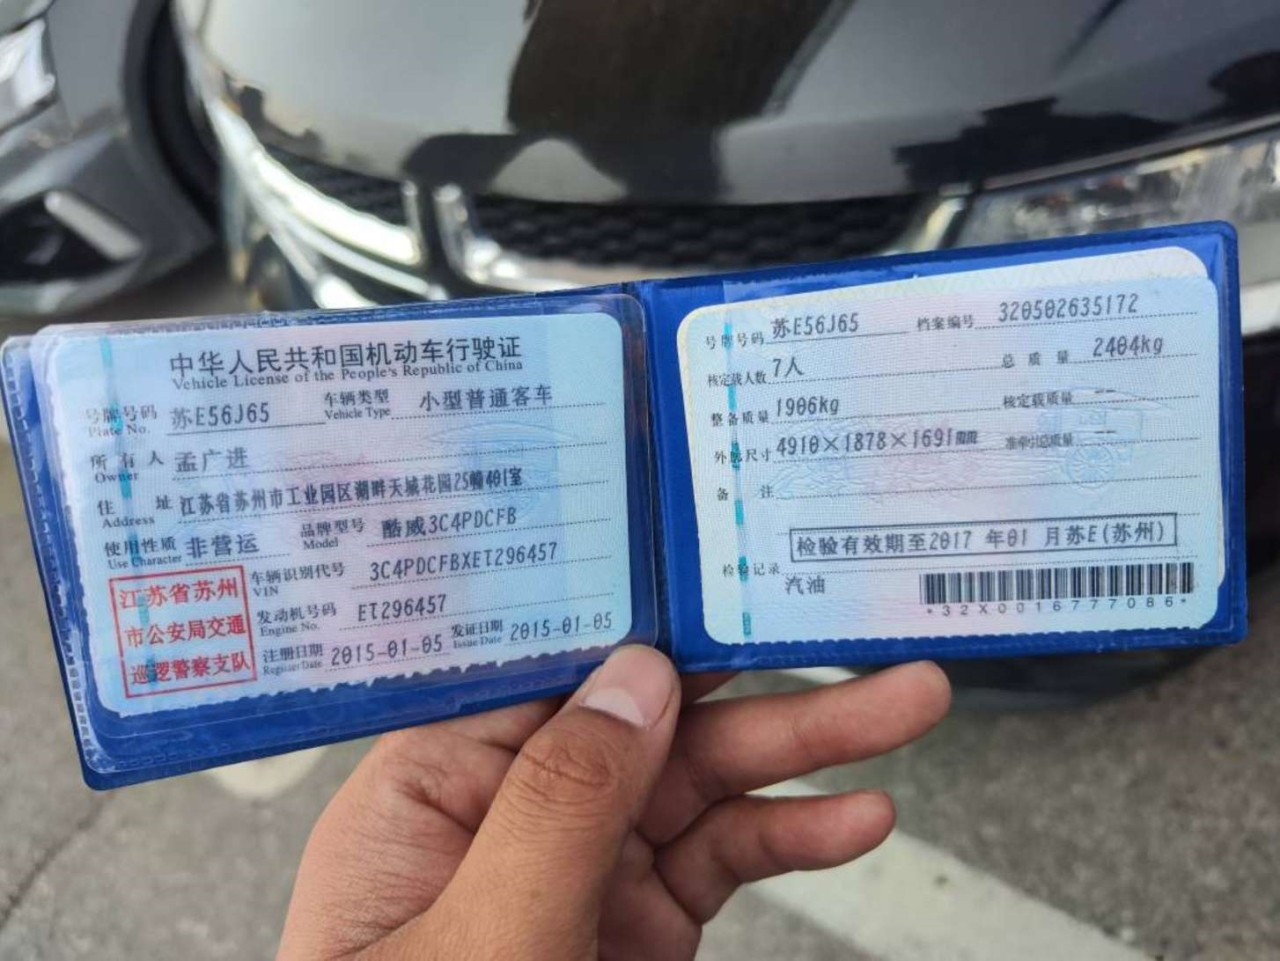 中华人民共和国机动车行驶证
Vehicle License of the People's Republic of China
号牌号码 苏E56J65 车辆类型 小型普通客车
Plate No. Vehicle Type
所有人 孟广进
Owner
住址 江苏省苏州市工业园区湖畔天城花园25幢401室
Address
使用性质 非营运 品牌型号 酷威3C4PDCFB
Use Character Model
车辆识别代号 3C4PDCFBXET296457
VIN
发动机号码 ET296457
Engine No.
注册日期 2015-01-05 发证日期 2015-01-05
Register Date Issue Date
江苏省苏州
市公安局交通
巡逻警察支队
号牌号码 苏E56J65 档案编号 320502635172
核定载人数 7人 总质量 2404kg
整备质量 1906kg 核定载质量 --
外廓尺寸 4910×1878×1691mm 准牵引总质量 --
备注
检验有效期至2017 年01 月苏E(苏州)
检验记录
汽油
*32X0016777086*